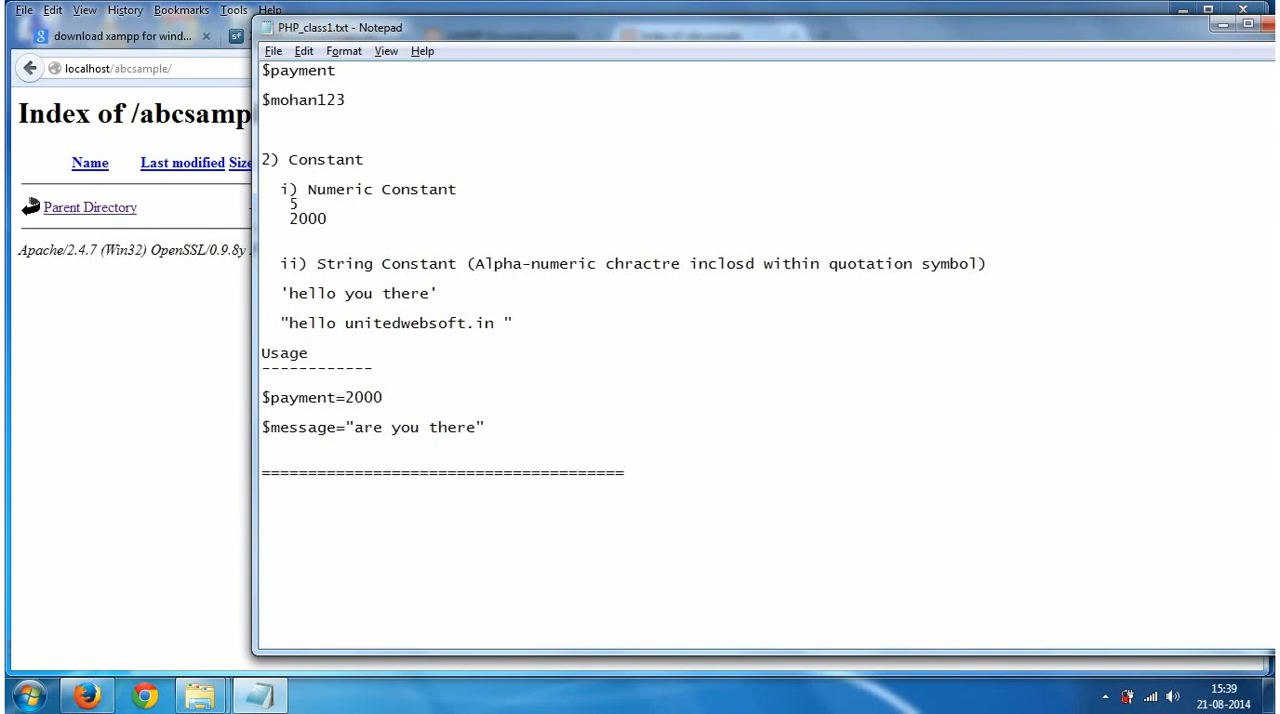 File Edit View History Bookmarks Tools Help
download xampp for wind...
localhost/abcsample/
Index of /abcsamp
Name Last modified Size
Parent Directory
Apache/2.4.7 (Win32) OpenSSL/0.9.8y
PHP_class1.txt - Notepad
File Edit Format View Help
$payment
$mohan123
2) Constant
i) Numeric Constant
5
2000
ii) String Constant (Alpha-numeric chractre inclosd within quotation symbol)
'hello you there'
"hello unitedwebsoft.in "
Usage
------------
$payment=2000
$message="are you there"
=======================================
15:39
21-08-2014